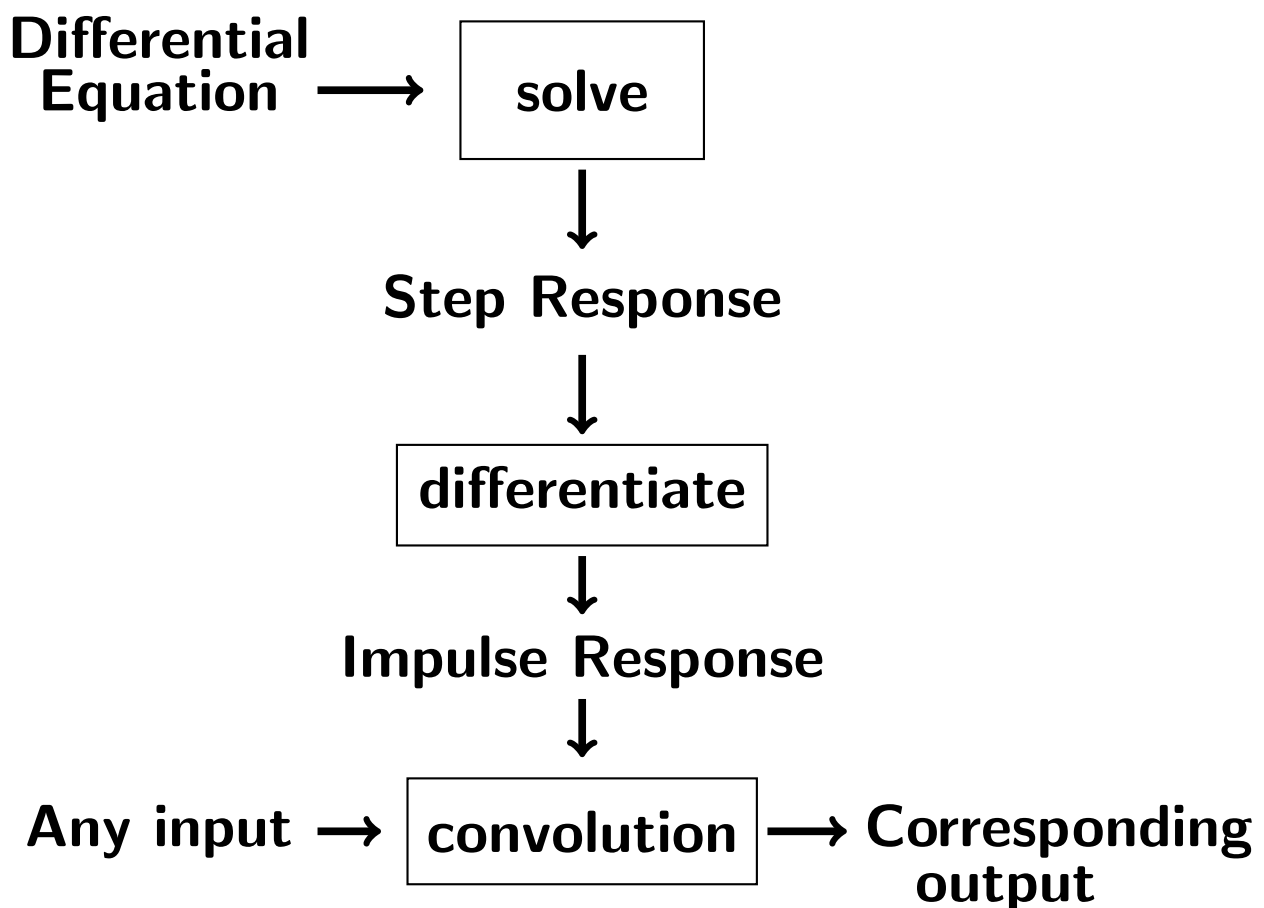 Differential
Equation
solve
Step Response
differentiate
Impulse Response
Any input
convolution
Corresponding
output